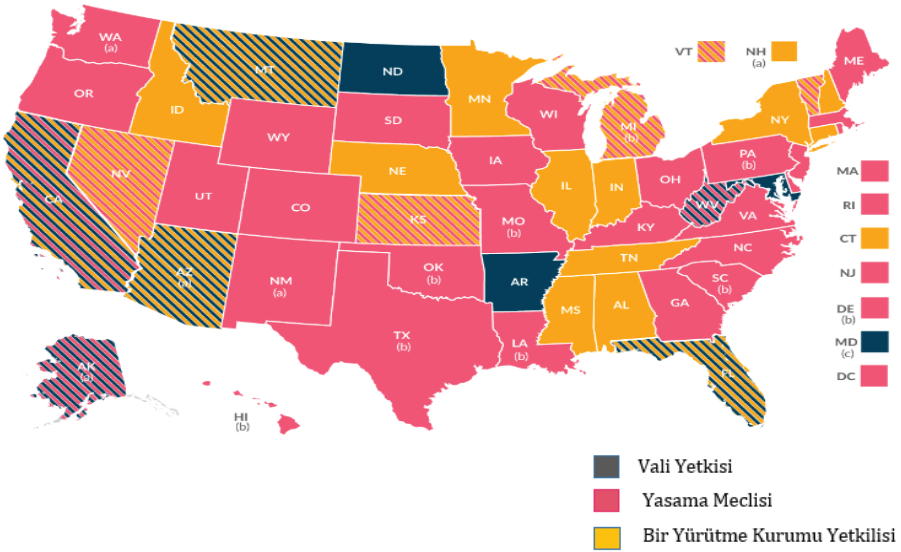 WA
(a)
MT
ND
MN
VT
NH
(a)
ME
OR
ID
SD
WI
MI
(b)
NY
WY
IA
PA
(b)
NE
IL
IN
OH
MA
NV
UT
CO
WV
VA
RI
CA
KS
MO
(b)
KY
CT
NC
TN
AZ
(a)
NM
(a)
OK
(b)
AR
SC
(b)
NJ
MS
AL
GA
DE
(b)
TX
(b)
LA
(b)
MD
(c)
AK
(a)
FL
DC
HI
(b)
Vali Yetkisi
Yasama Meclisi
Bir Yürütme Kurumu Yetkilisi